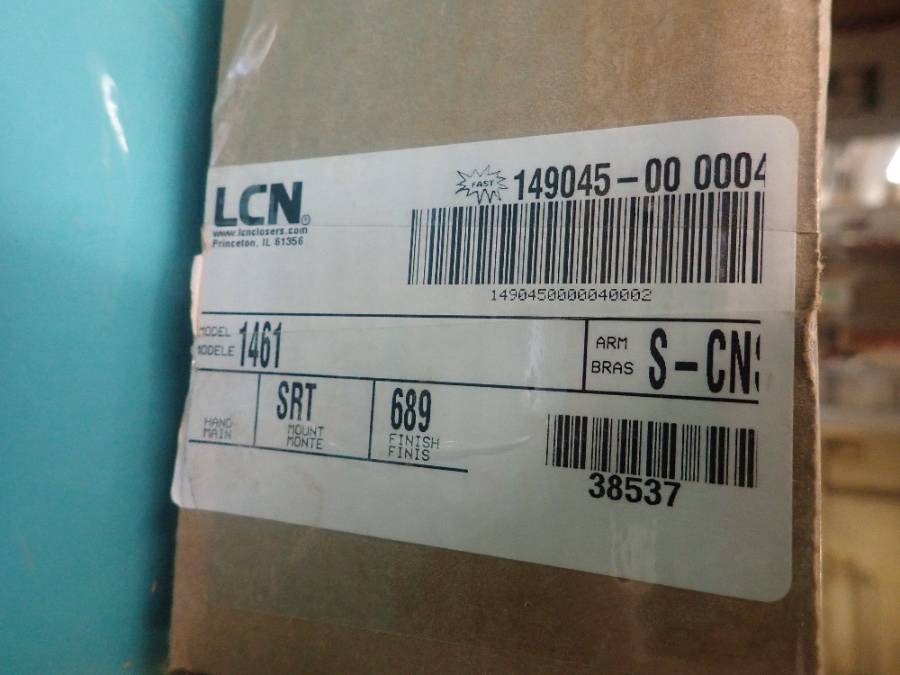 LCN®
www.lcnclosers.com
Princeton, IL 61356
FAST 149045-00 0004
1490450000040002
MODEL
MODELE 1461
ARM
BRAS S-CNS
HAND
MAIN
SRT
MOUNT
MONTE
689
FINISH
FINIS
38537